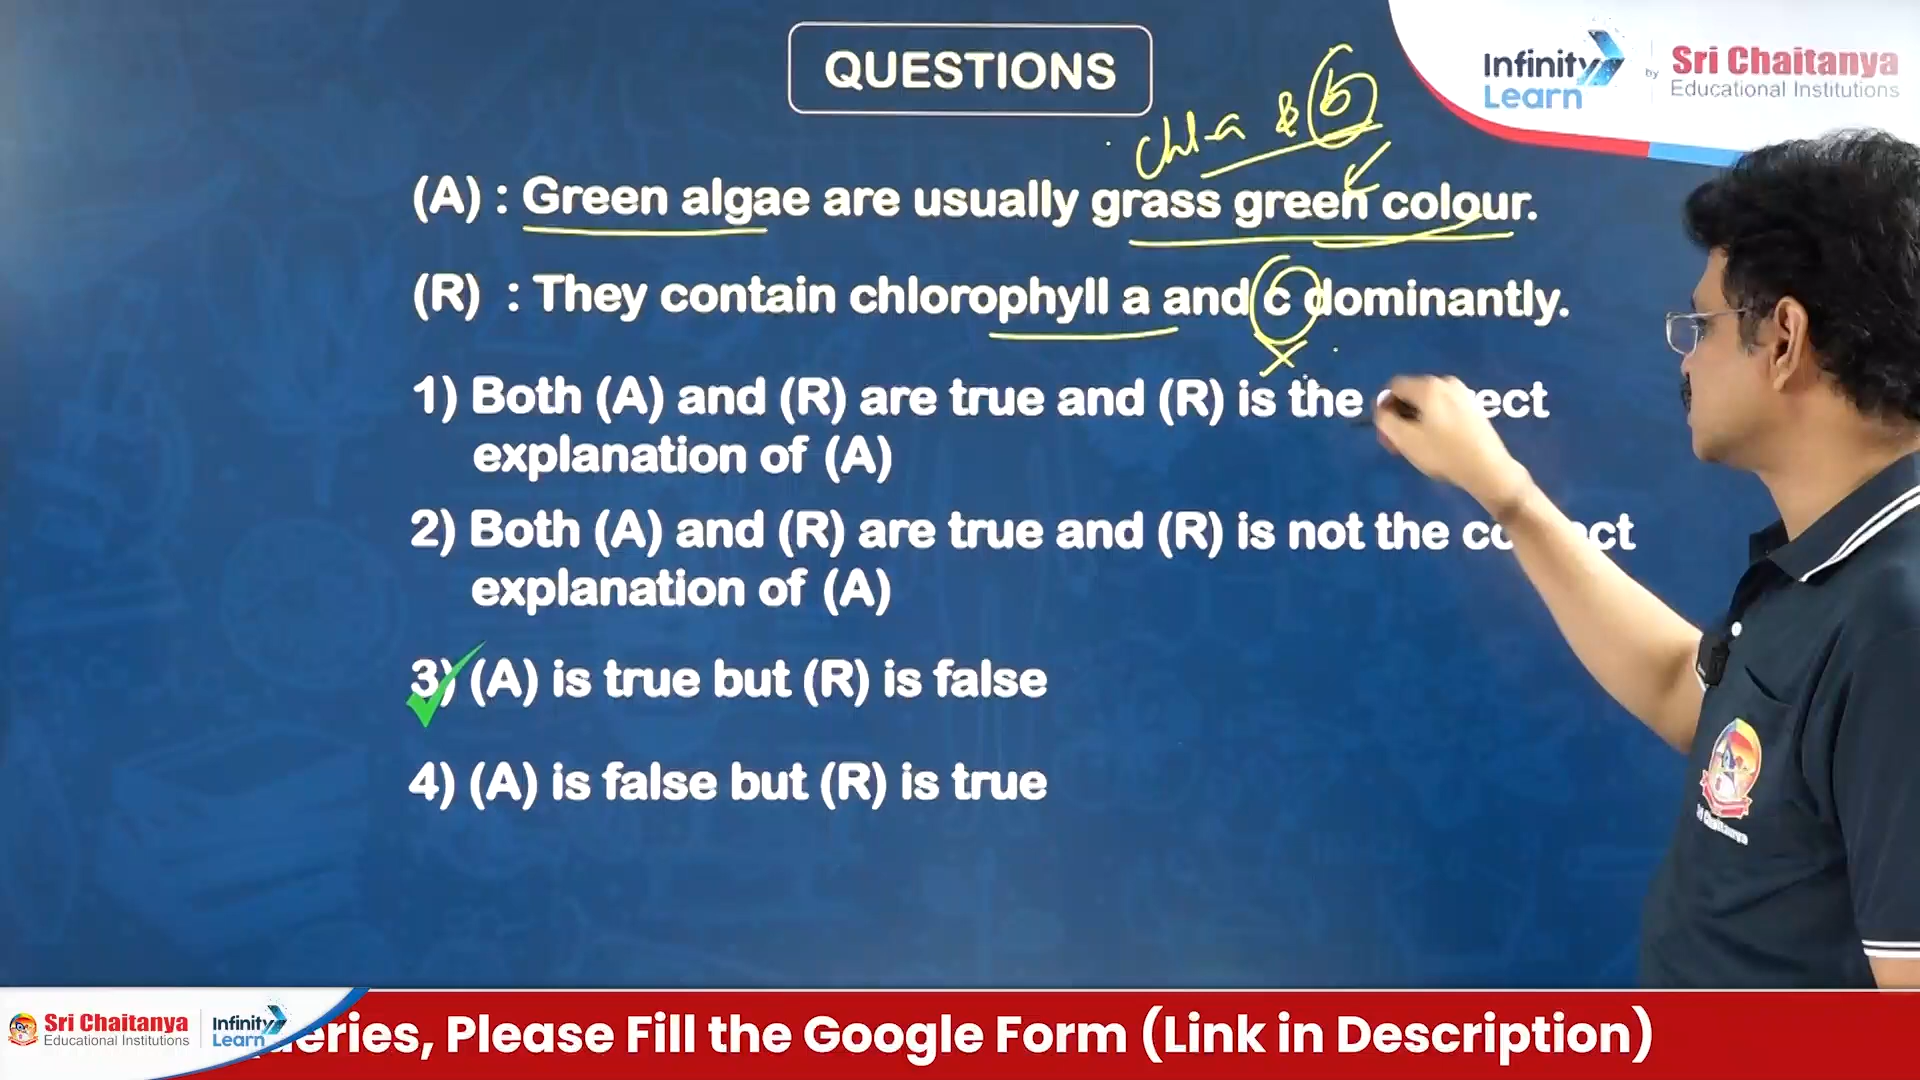 QUESTIONS
Infinity Learn by Sri Chaitanya Educational Institutions
chl-a & b
(A) : Green algae are usually grass green colour.
(R) : They contain chlorophyll a and c dominantly.
1) Both (A) and (R) are true and (R) is the
explanation of (A)
2) Both (A) and (R) are true and (R) is not the
explanation of (A)
3) (A) is true but (R) is false
4) (A) is false but (R) is true
Sri Chaitanya
Sri Chaitanya Educational Institutions Infinity Learn
eries, Please Fill the Google Form (Link in Description)